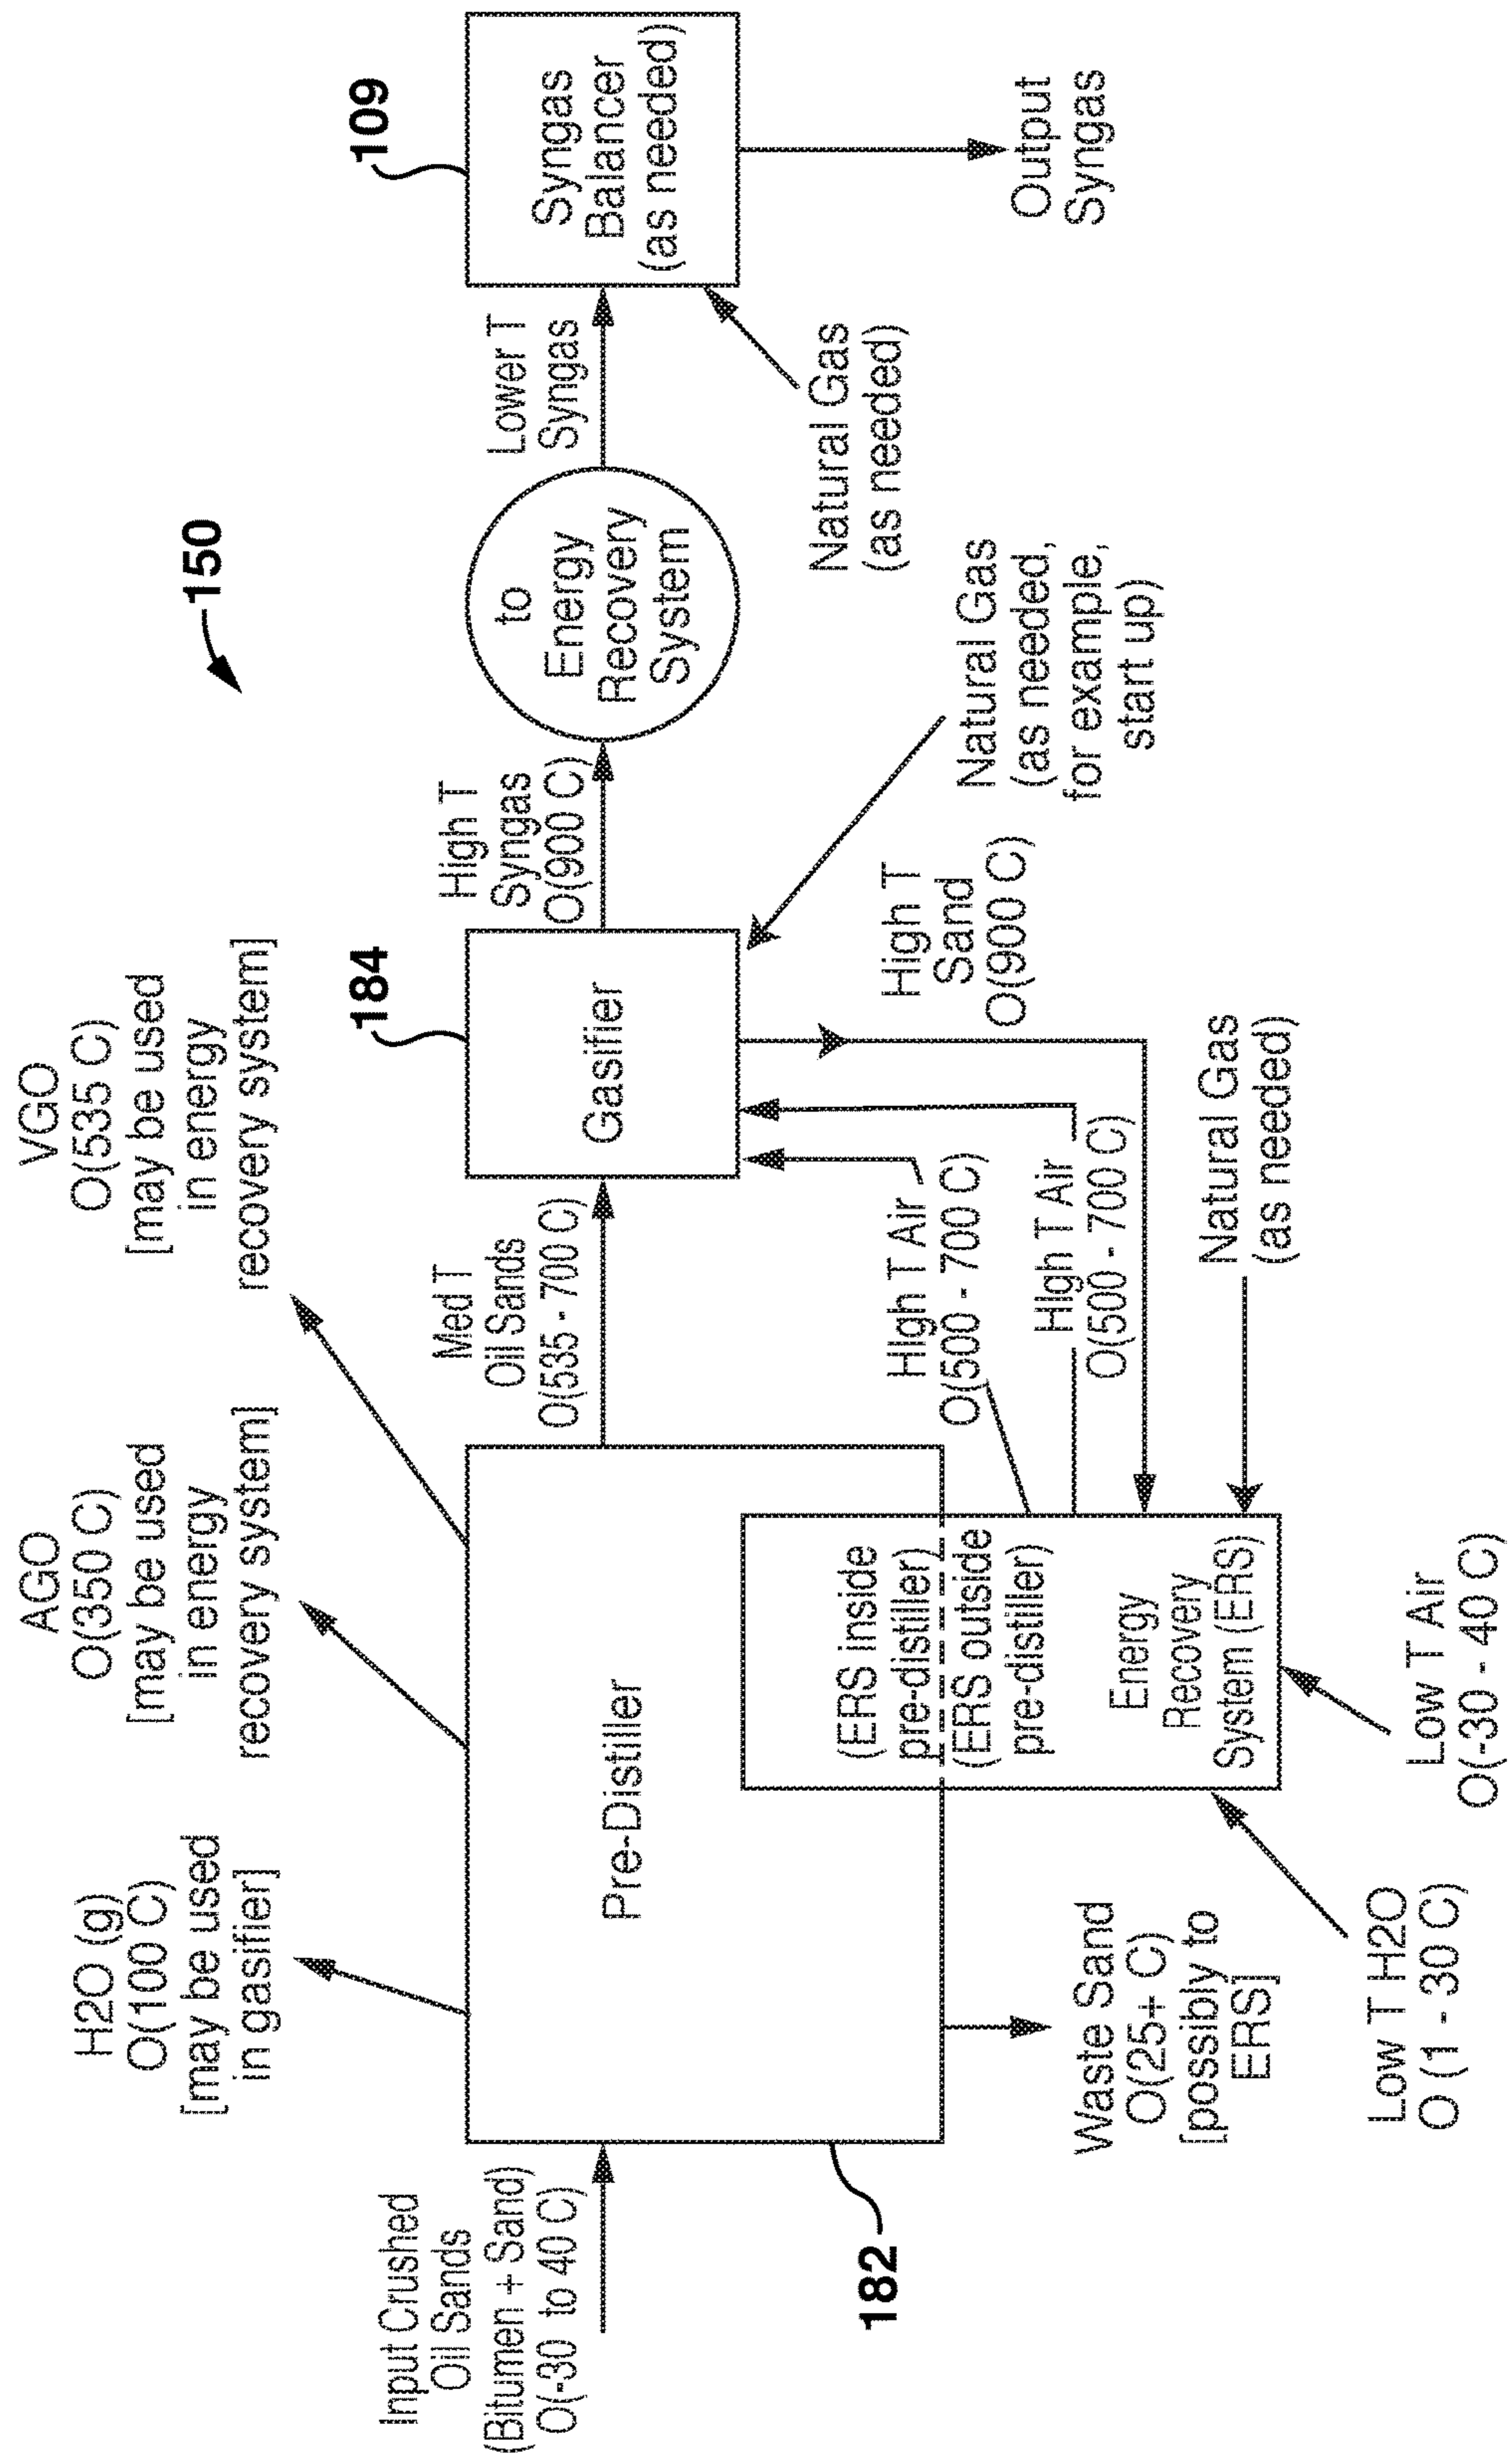 150
H2O (g)
O(100 C)
[may be used
in gasifier]
AGO
O(350 C)
[may be used
in energy
recovery system]
VGO
O(535 C)
[may be used
in energy
recovery system]
Input Crushed
Oil Sands
(Bitumen + Sand)
O(-30 to 40 C)
182
Pre-Distiller
Med T
Oil Sands
O(535 - 700 C)
184
Gasifier
High T
Syngas
O(900 C)
to
Energy
Recovery
System
Lower T
Syngas
109
Syngas
Balancer
(as needed)
(ERS inside
pre-distiller)
(ERS outside
pre-distiller)
Energy
Recovery
System (ERS)
HIgh T Air
O(500 - 700 C)
HIgh T Air
O(500 - 700 C)
High T
Sand
O(900 C)
Natural Gas
(as needed,
for example,
start up)
Natural Gas
(as needed)
Output
Syngas
Waste Sand
O(25+ C)
[possibly to
ERS]
Low T H2O
O (1 - 30 C)
Low T Air
O(-30 - 40 C)
Natural Gas
(as needed)